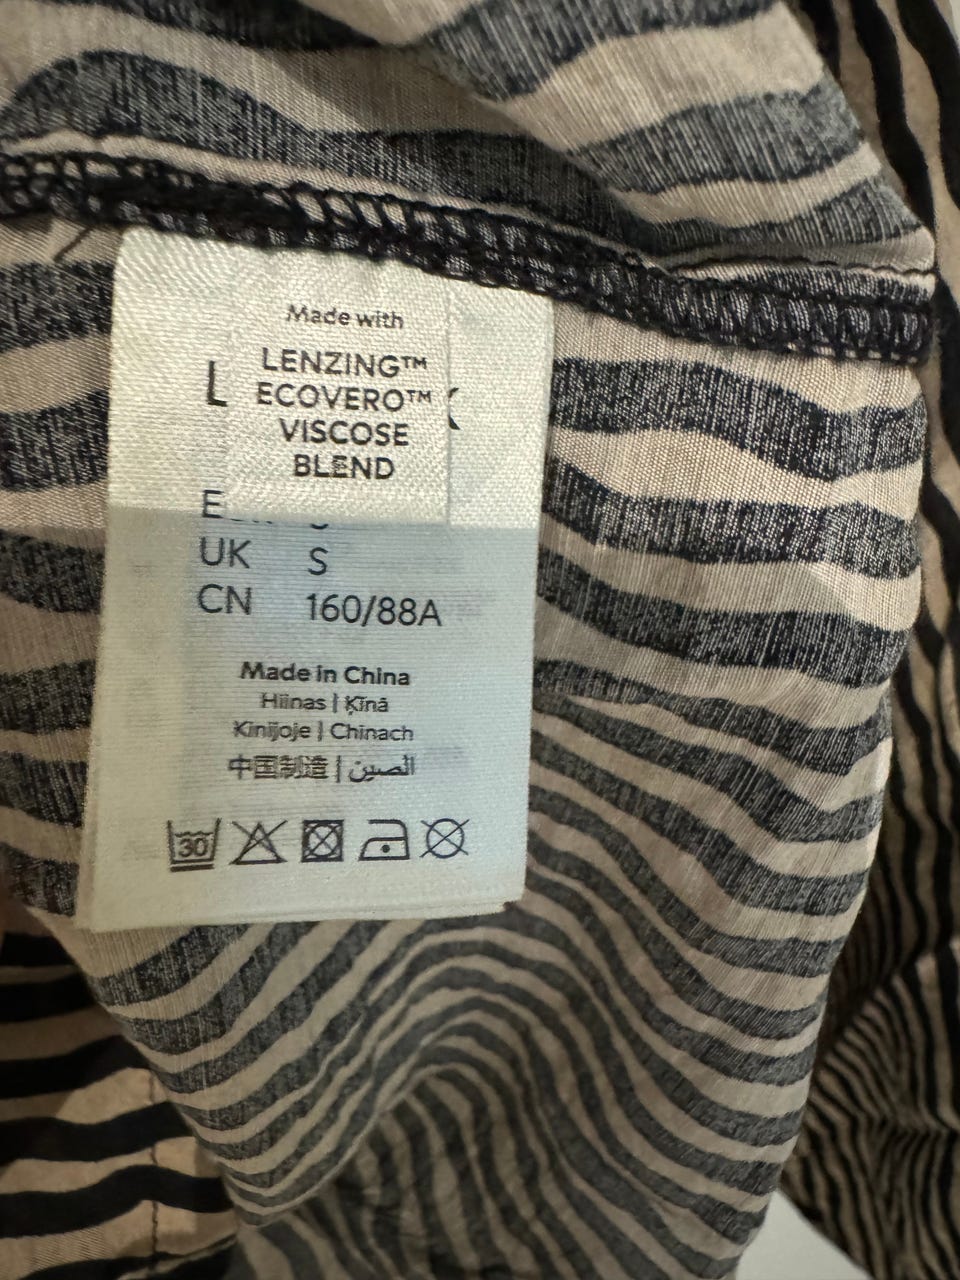 Made with
LENZING™
ECOVERO™
VISCOSE
BLEND
UK S
CN 160/88A
Made in China
Hiinas | Ķīnā
Kinijoje | Chinach
中国制造 | الصين
30